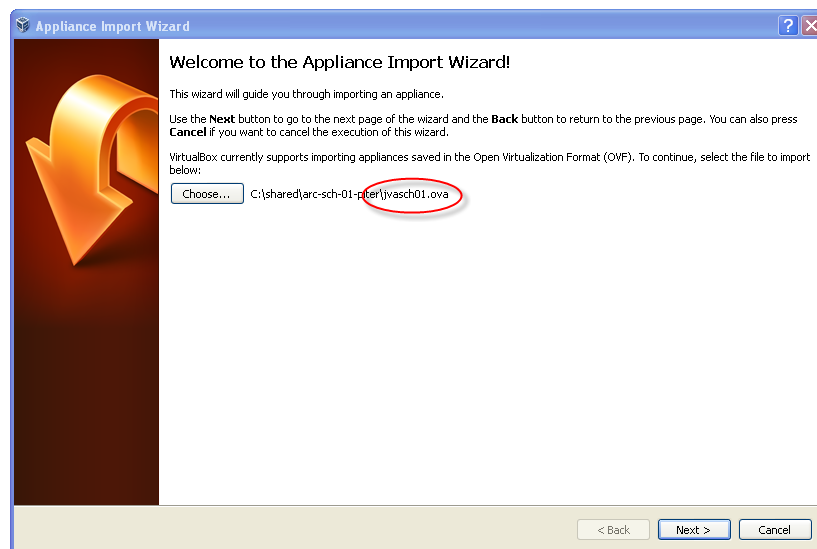 Appliance Import Wizard
Welcome to the Appliance Import Wizard!
This wizard will guide you through importing an appliance.
Use the Next button to go to the next page of the wizard and the Back button to return to the previous page. You can also press
Cancel if you want to cancel the execution of this wizard.
VirtualBox currently supports importing appliances saved in the Open Virtualization Format (OVF). To continue, select the file to import
below:
Choose... C:\shared\arc-sch-01-piter\jvasch01.ova
< Back Next > Cancel